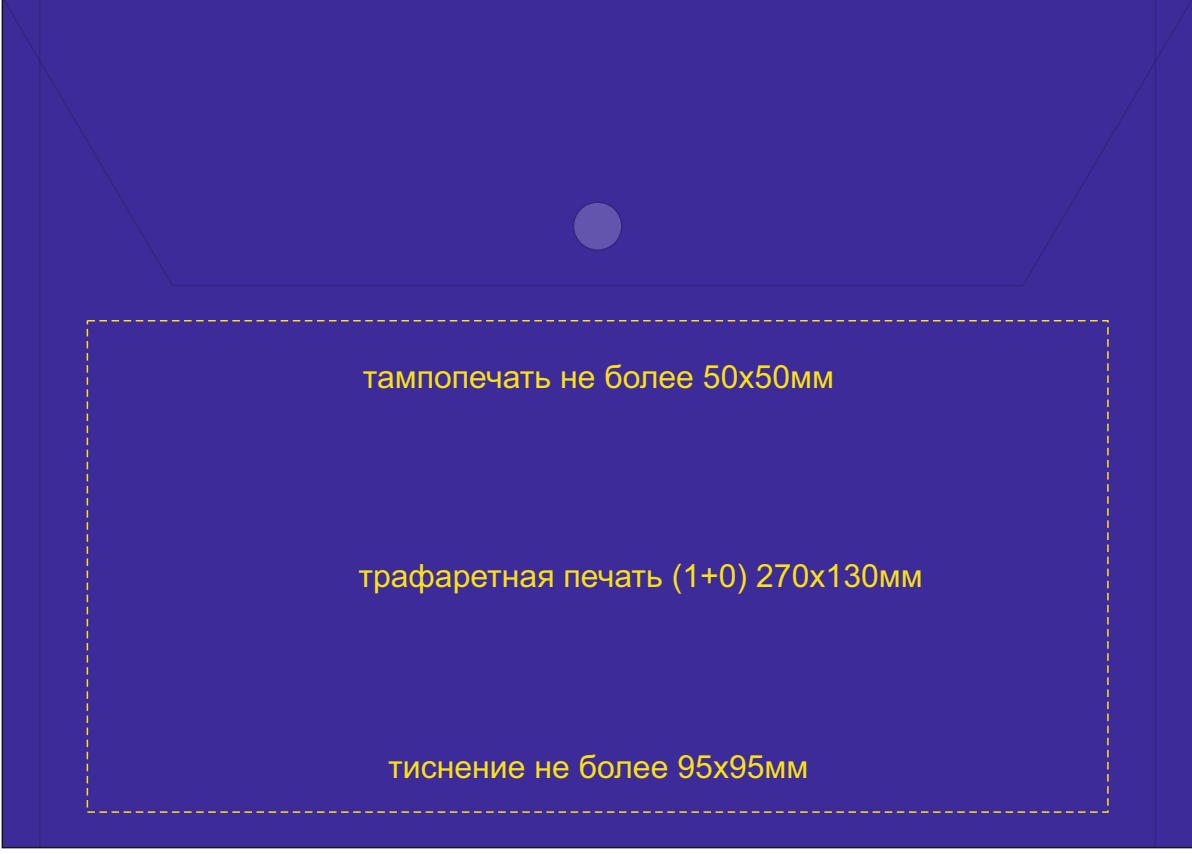 тампопечать не более 50х50мм
трафаретная печать (1+0) 270х130мм
тиснение не более 95х95мм